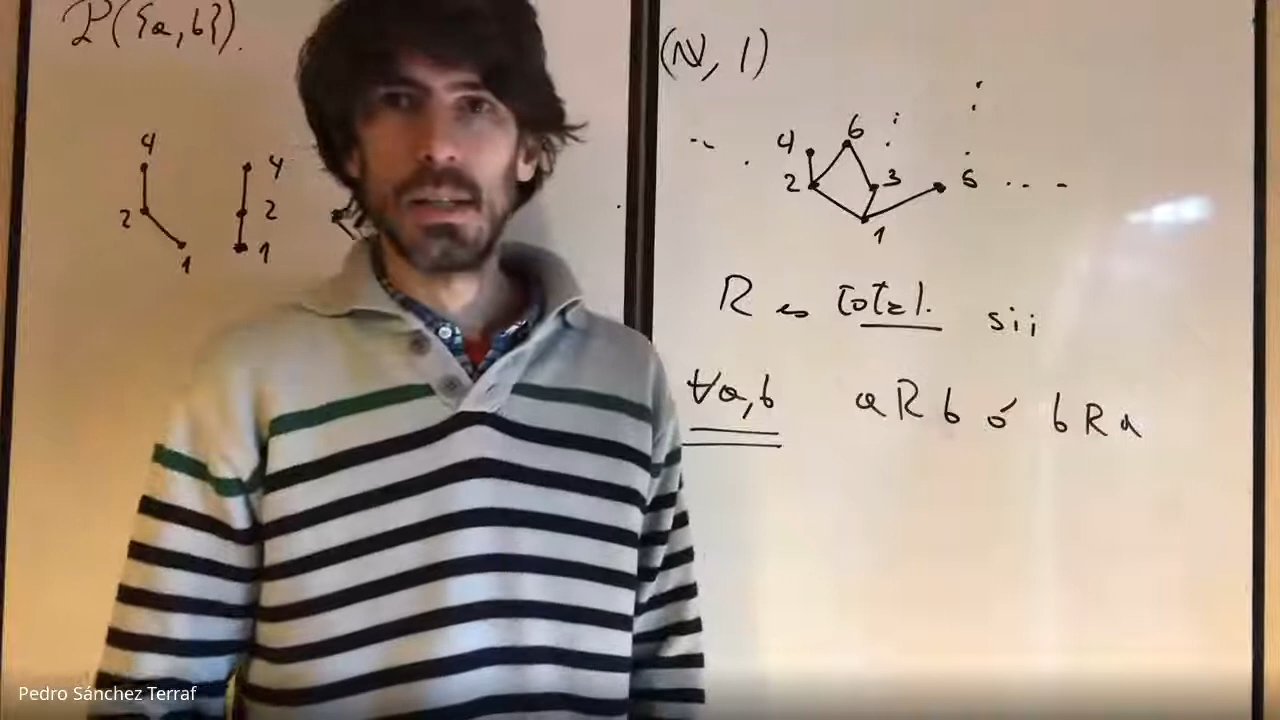 𝒫({a,b}).
4
2
1
4
2
1
(ℕ, |)
4 6
2 3 5
1
R es total. sii
∀a,b aRb ó bRa
Pedro Sánchez Terraf